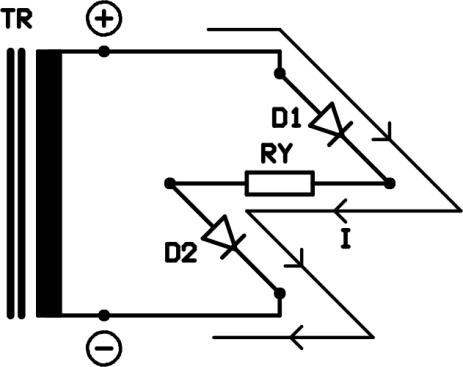 TR
+
D1
RY
I
D2
−